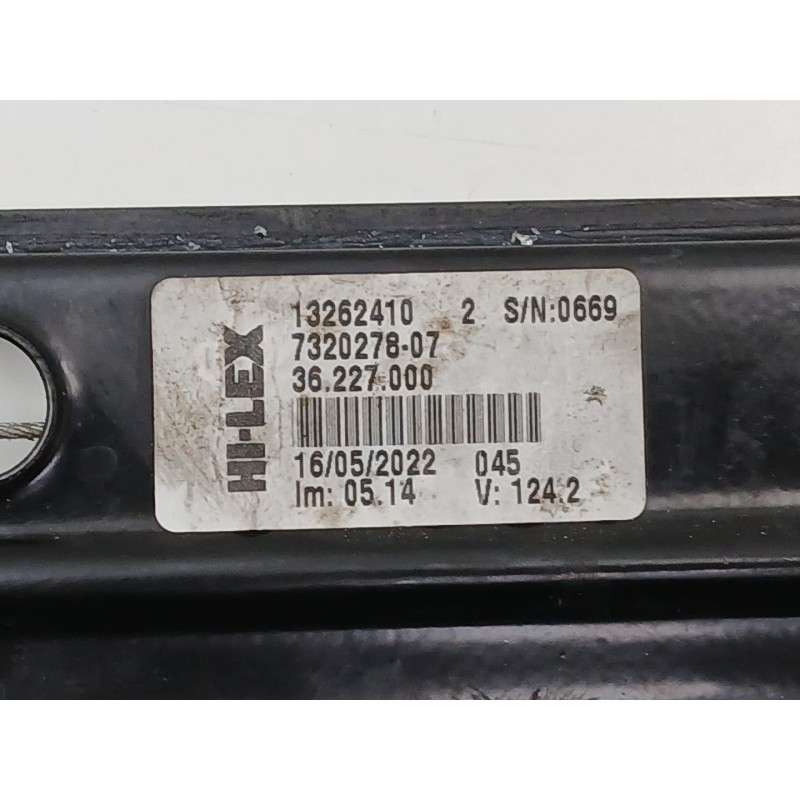 HI-LEX
13262410 2 S/N:0669
7320278-07
36.227.000
16/05/2022 045
Im: 05.14 V: 124.2